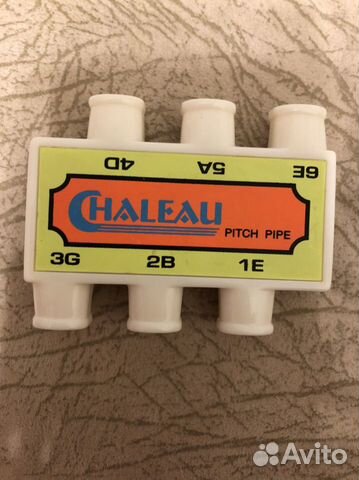 4D 5A 6E
CHALEAU
PITCH PIPE
3G 2B 1E
Avito